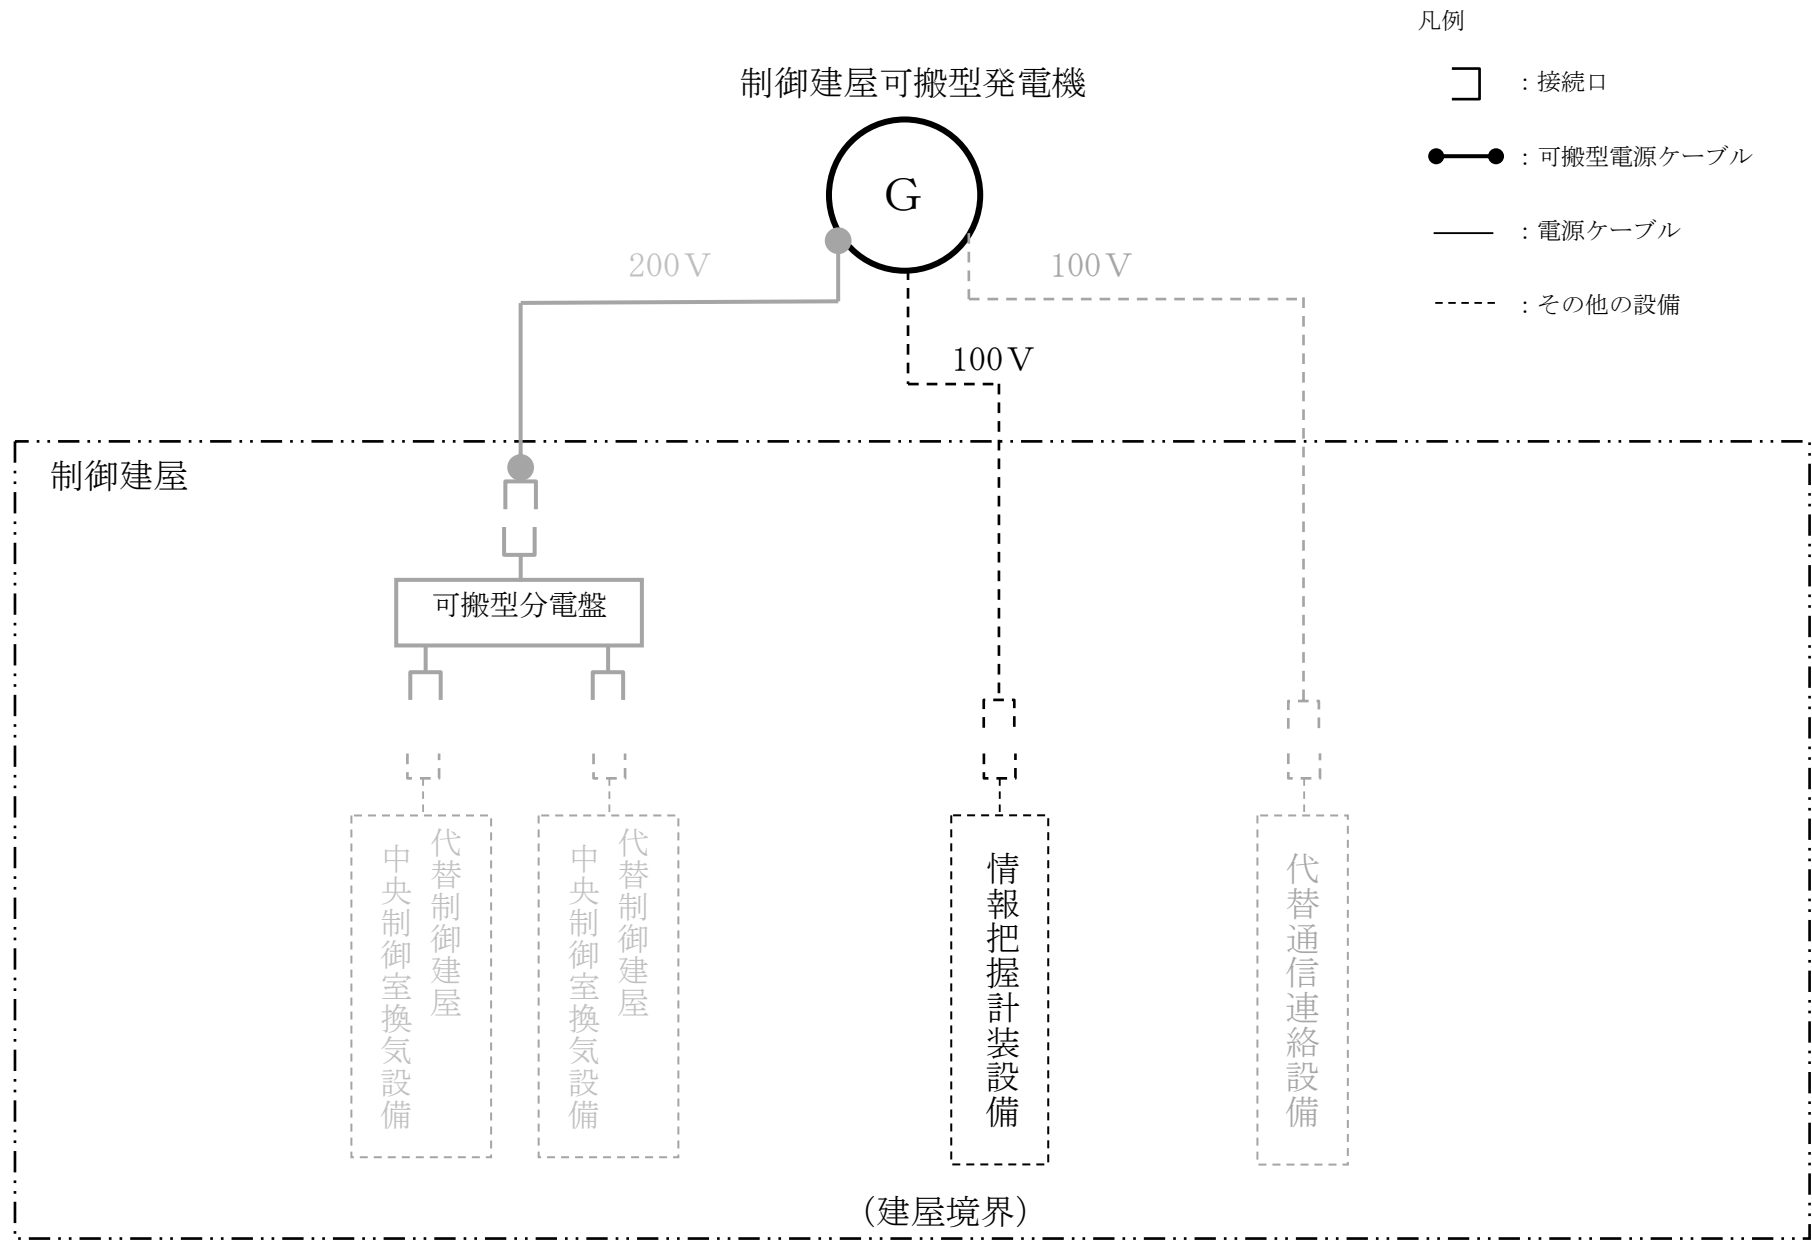 凡例
：接続口
：可搬型電源ケーブル
：電源ケーブル
：その他の設備
制御建屋可搬型発電機
G
200V
100V
100V
制御建屋
可搬型分電盤
代替制御建屋
中央制御室換気設備
代替制御建屋
中央制御室換気設備
情報把握計装設備
代替通信連絡設備
（建屋境界）